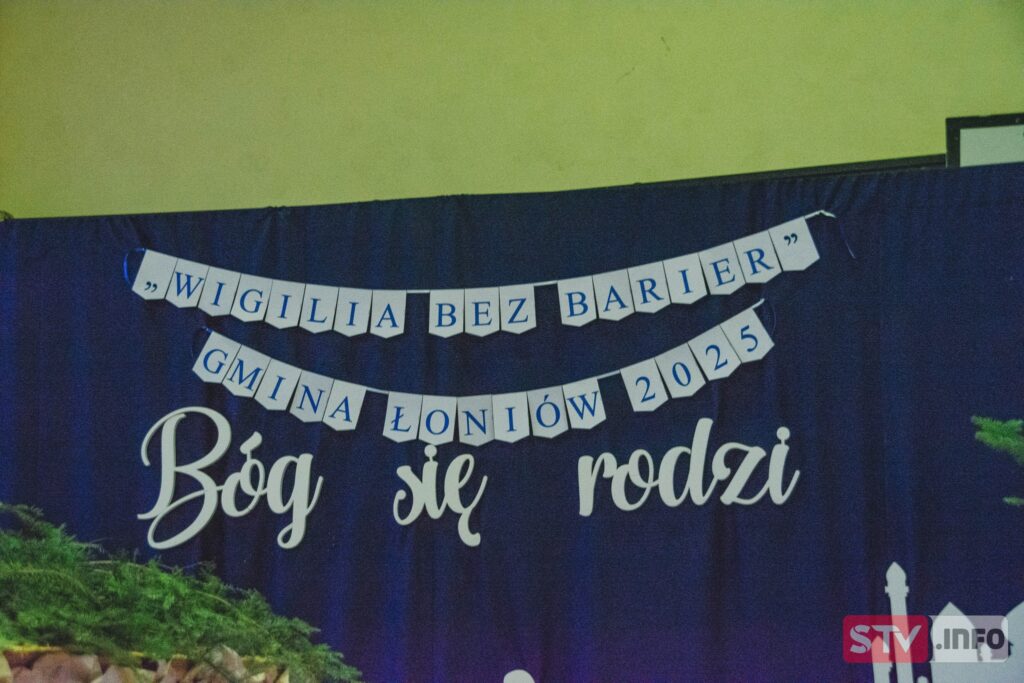 „WIGILIA BEZ BARIER”
GMINA ŁONIÓW 2025
Bóg się rodzi
STV.INFO